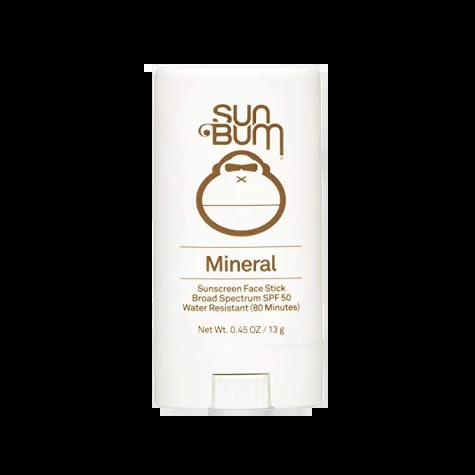 SUN
BUM
Mineral
Sunscreen Face Stick
Broad Spectrum SPF 50
Water Resistant (80 Minutes)
Net Wt. 0.45 OZ / 13 g